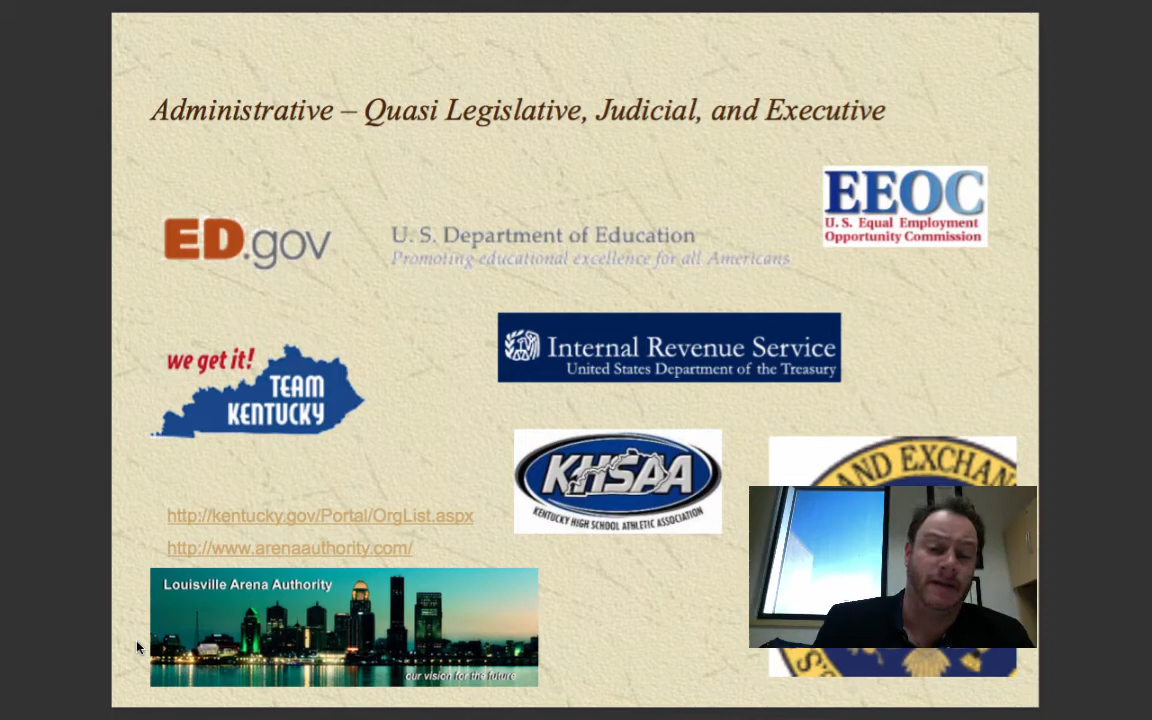 Administrative – Quasi Legislative, Judicial, and Executive
EEOC
U.S. Equal Employment
Opportunity Commission
ED.gov
U. S. Department of Education
Promoting educational excellence for all Americans
Internal Revenue Service
United States Department of the Treasury
we get it!
TEAM
KENTUCKY
KHSAA
KENTUCKY HIGH SCHOOL ATHLETIC ASSOCIATION
AND EXCHAN
http://kentucky.gov/Portal/OrgList.aspx
http://www.arenaauthority.com/
Louisville Arena Authority
our vision for the future